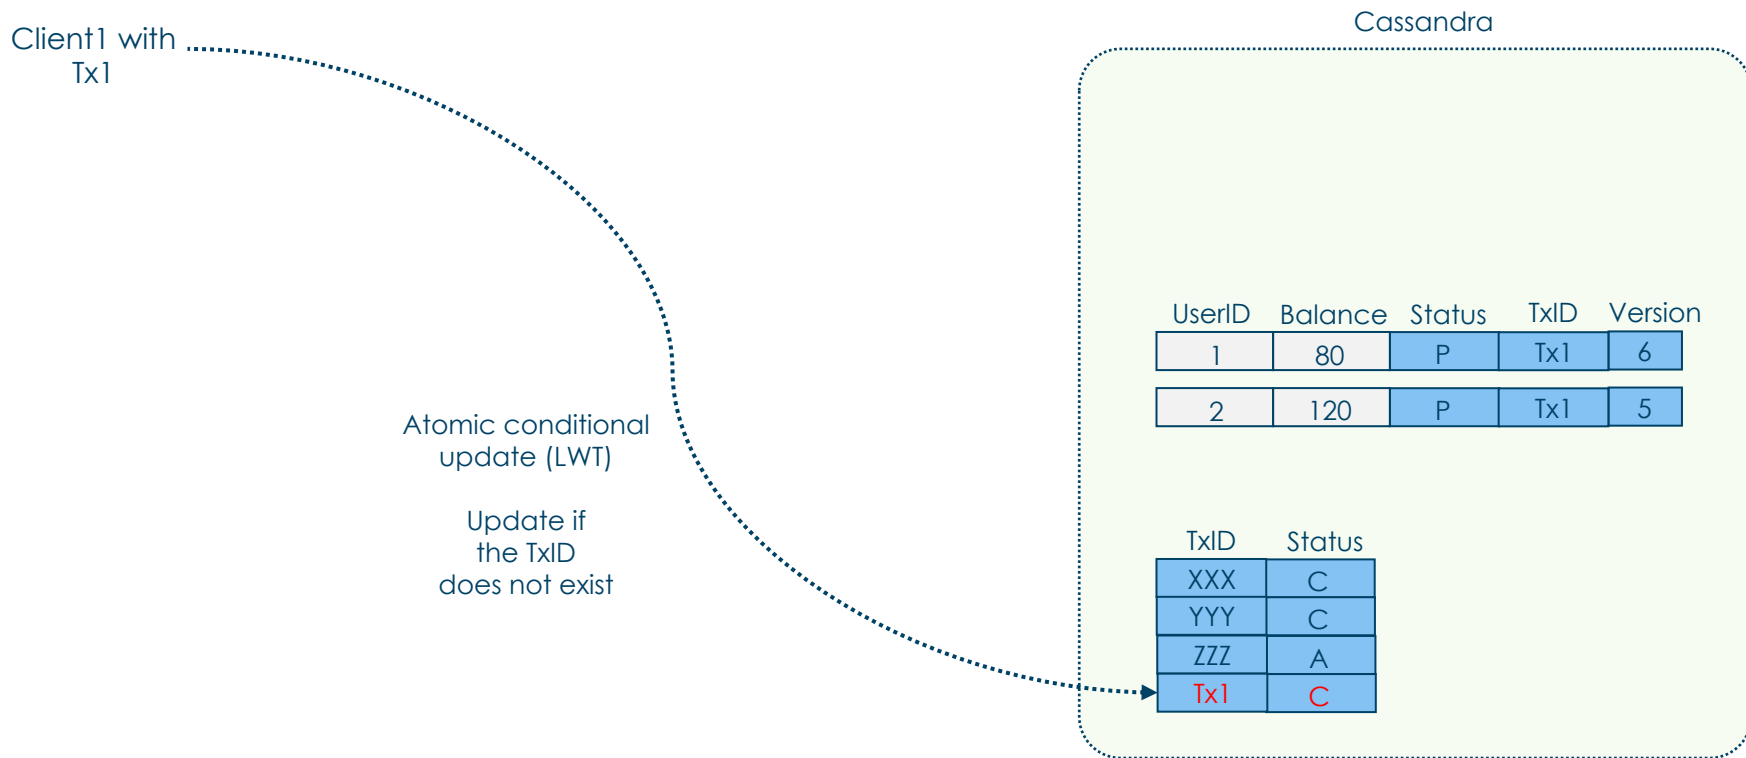 Cassandra
Client1 with
Tx1
UserID Balance Status TxID Version
1 80 P Tx1 6
2 120 P Tx1 5
Atomic conditional
update (LWT)
Update if
the TxID
does not exist
TxID Status
XXX C
YYY C
ZZZ A
Tx1 C